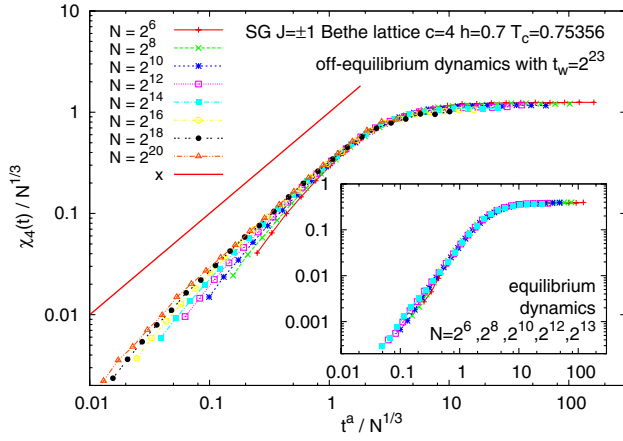 SG J=±1 Bethe lattice c=4 h=0.7 T_c=0.75356
off-equilibrium dynamics with t_w=2^23
N = 2^6
N = 2^8
N = 2^10
N = 2^12
N = 2^14
N = 2^16
N = 2^18
N = 2^20
x
χ_4(t) / N^1/3
10
1
0.1
0.01
0.01
0.1
1
10
100
t^a / N^1/3
1
0.1
0.01
0.001
0.1
1
10
100
equilibrium
dynamics
N=2^6 ,2^8 ,2^10 ,2^12 ,2^13